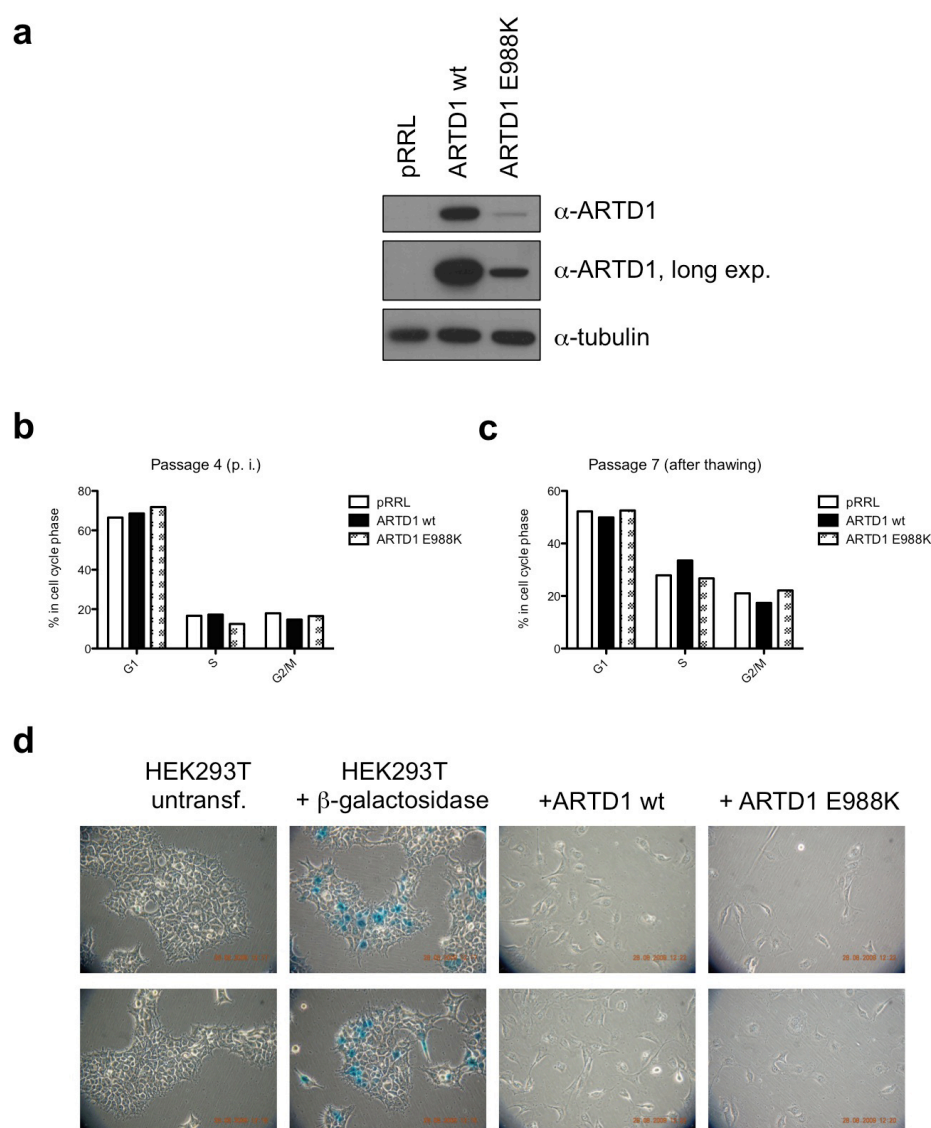 a
pRRL
ARTD1 wt
ARTD1 E988K
α-ARTD1
α-ARTD1, long exp.
α-tubulin
b
Passage 4 (p. i.)
% in cell cycle phase
80
60
40
20
0
G1
S
G2/M
pRRL
ARTD1 wt
ARTD1 E988K
c
Passage 7 (after thawing)
% in cell cycle phase
60
40
20
0
G1
S
G2/M
pRRL
ARTD1 wt
ARTD1 E988K
d
HEK293T
untransf.
HEK293T
+ β-galactosidase
+ARTD1 wt
+ ARTD1 E988K